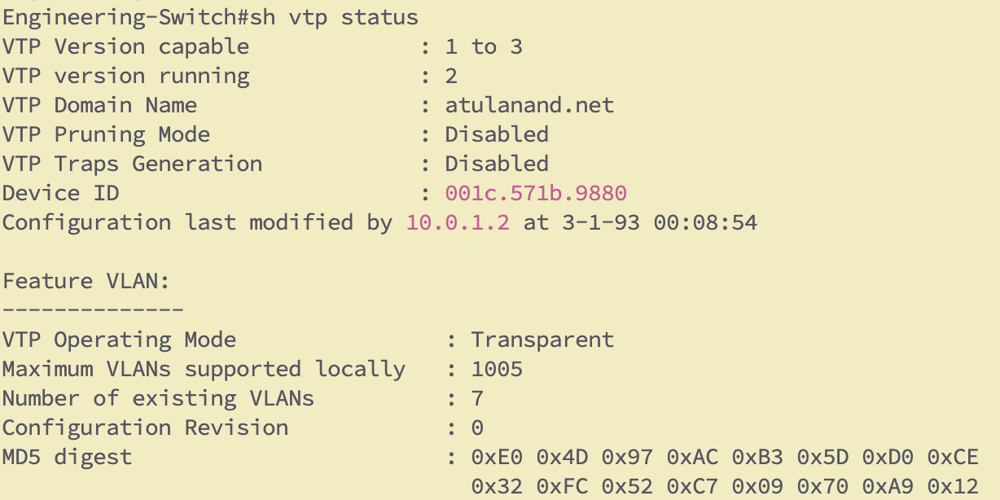 Engineering-Switch#sh vtp status
VTP Version capable : 1 to 3
VTP version running : 2
VTP Domain Name : atulanand.net
VTP Pruning Mode : Disabled
VTP Traps Generation : Disabled
Device ID : 001c.571b.9880
Configuration last modified by 10.0.1.2 at 3-1-93 00:08:54
Feature VLAN:
--------------
VTP Operating Mode : Transparent
Maximum VLANs supported locally : 1005
Number of existing VLANs : 7
Configuration Revision : 0
MD5 digest : 0xE0 0x4D 0x97 0xAC 0xB3 0x5D 0xD0 0xCE
0x32 0xFC 0x52 0xC7 0x09 0x70 0xA9 0x12